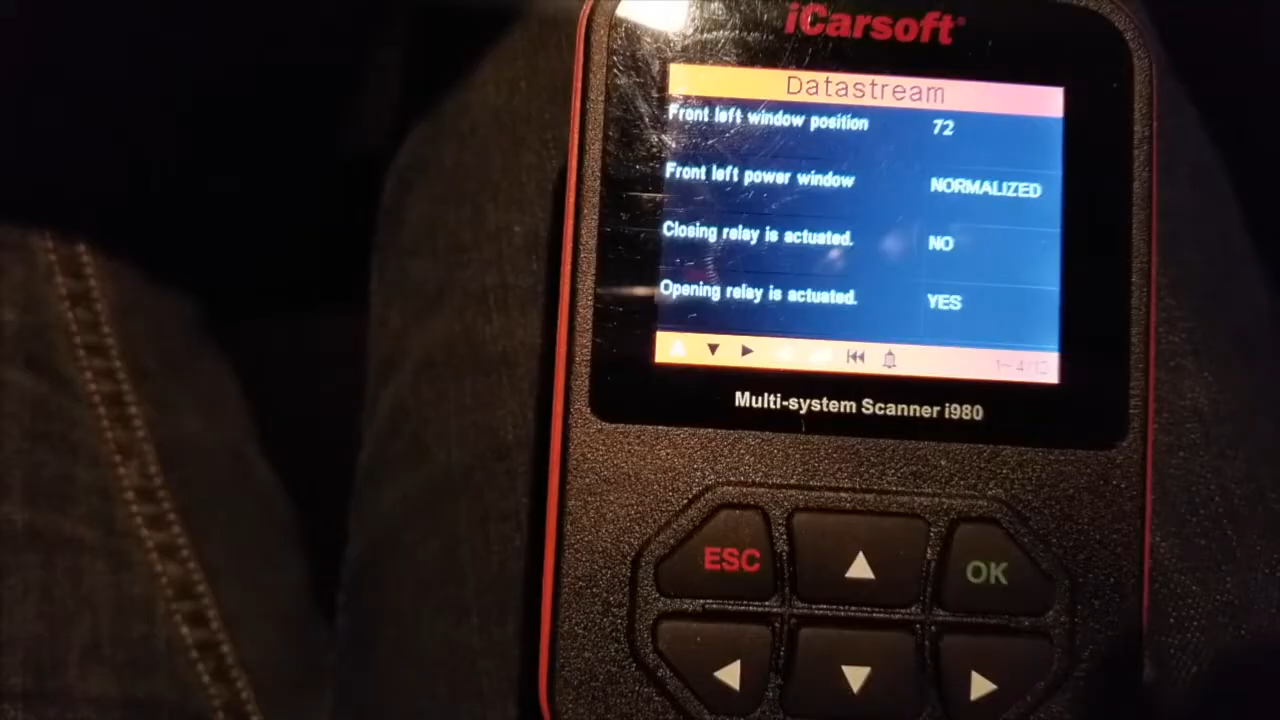 iCarsoft
Datastream
Front left window position 72
Front left power window NORMALIZED
Closing relay is actuated. NO
Opening relay is actuated. YES
Multi-system Scanner i980
ESC
OK